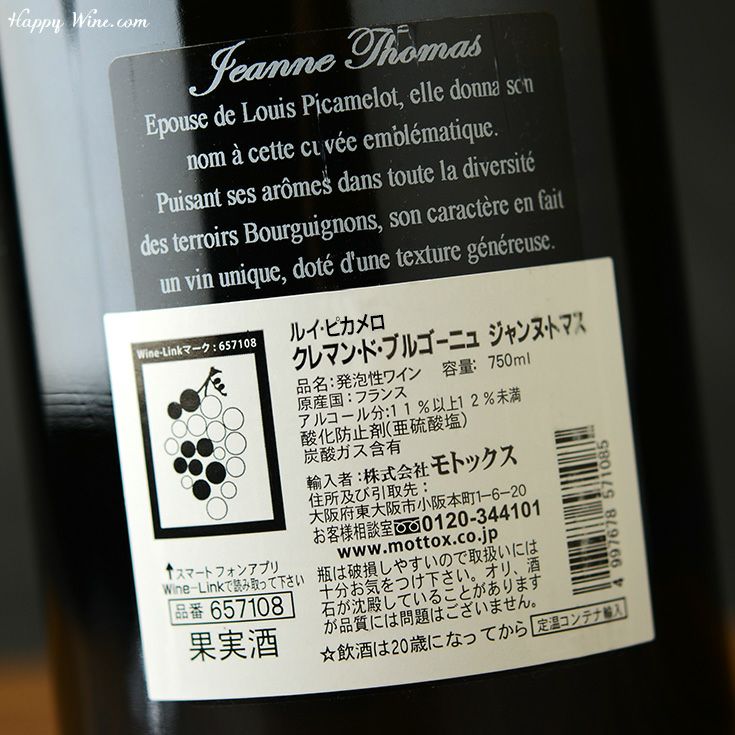 Happy Wine.com
Jeanne Thomas
Epouse de Louis Picamelot, elle donna son
nom à cette cuvée emblématique.
Puisant ses arômes dans toute la diversité
des terroirs Bourguignons, son caractère en fait
un vin unique, doté d'une texture généreuse.
Wine-Linkマーク:657108
ルイ・ピカメロ
クレマン・ド・ブルゴーニュ ジャンヌ・トマス
品名:発泡性ワイン 容量: 750ml
原産国:フランス
アルコール分:11%以上12%未満
酸化防止剤(亜硫酸塩)
炭酸ガス含有
輸入者:株式会社モトックス
住所及び引取先:
大阪府東大阪市小阪本町1-6-20
お客様相談室 0120-344101
www.mottox.co.jp
瓶は破損しやすいので取扱いには
十分お気を付け下さい。オリ、酒
石が沈殿していることがあります
が品質には問題はございません。
☆飲酒は20歳になってから 定温コンテナ輸入
↑スマートフォンアプリ
Wine-Linkで読み取って下さい
品番 657108
果実酒
4 997678 571085